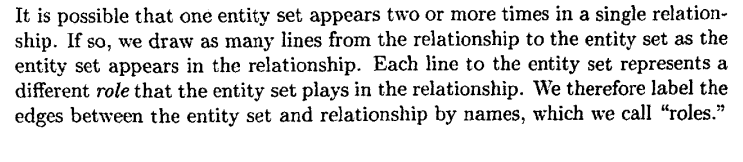 It is possible that one entity set appears two or more times in a single relation-
ship. If so, we draw as many lines from the relationship to the entity set as the
entity set appears in the relationship. Each line to the entity set represents a
different role that the entity set plays in the relationship. We therefore label the
edges between the entity set and relationship by names, which we call “roles.”